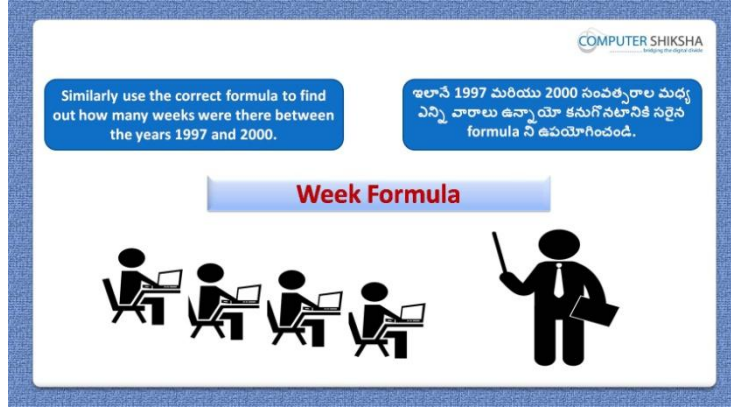 COMPUTER SHIKSHA
bridging the digital divide
Similarly use the correct formula to find
out how many weeks were there between
the years 1997 and 2000.
ఇలానే 1997 మరియు 2000 సంవత్సరాల మధ్య
ఎన్ని వారాలు ఉన్నాయో కనుగొనటానికి సరైన
formula ని ఉపయోగించండి.
Week Formula